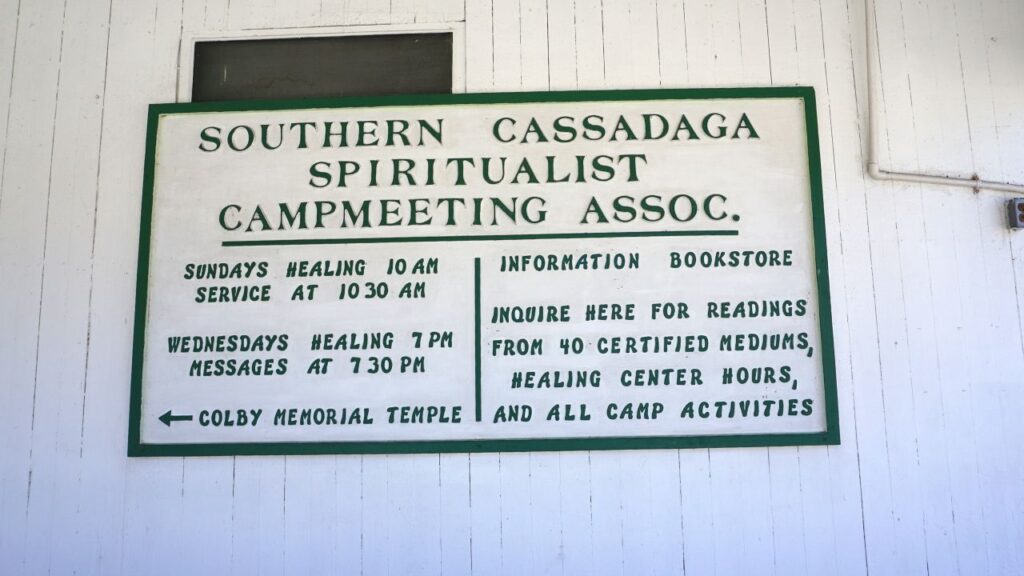 SOUTHERN CASSADAGA
SPIRITUALIST
CAMPMEETING ASSOC.
SUNDAYS HEALING 10 AM
SERVICE AT 10 30 AM
WEDNESDAYS HEALING 7 PM
MESSAGES AT 7 30 PM
← COLBY MEMORIAL TEMPLE
INFORMATION BOOKSTORE
INQUIRE HERE FOR READINGS
FROM 40 CERTIFIED MEDIUMS,
HEALING CENTER HOURS,
AND ALL CAMP ACTIVITIES